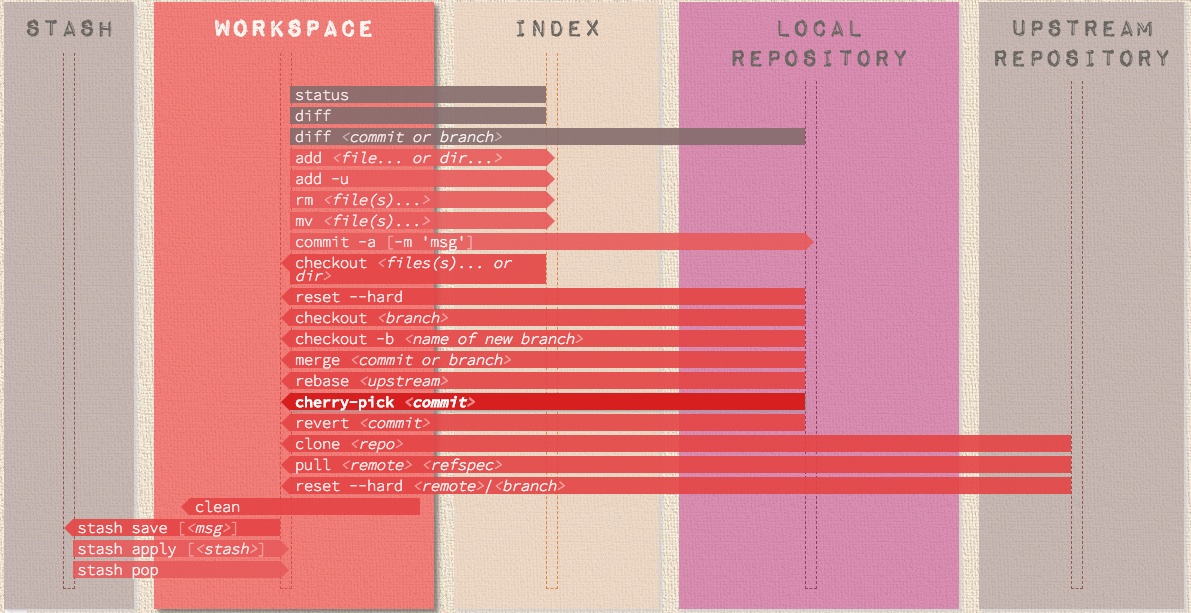 STASH
WORKSPACE
INDEX
LOCAL
REPOSITORY
UPSTREAM
REPOSITORY
status
diff
diff <commit or branch>
add <file... or dir...>
add -u
rm <file(s)...>
mv <file(s)...>
commit -a [-m 'msg']
checkout <files(s)... or
dir>
reset --hard
checkout <branch>
checkout -b <name of new branch>
merge <commit or branch>
rebase <upstream>
cherry-pick <commit>
revert <commit>
clone <repo>
pull <remote> <refspec>
reset --hard <remote>/<branch>
clean
stash save [<msg>]
stash apply [<stash>]
stash pop